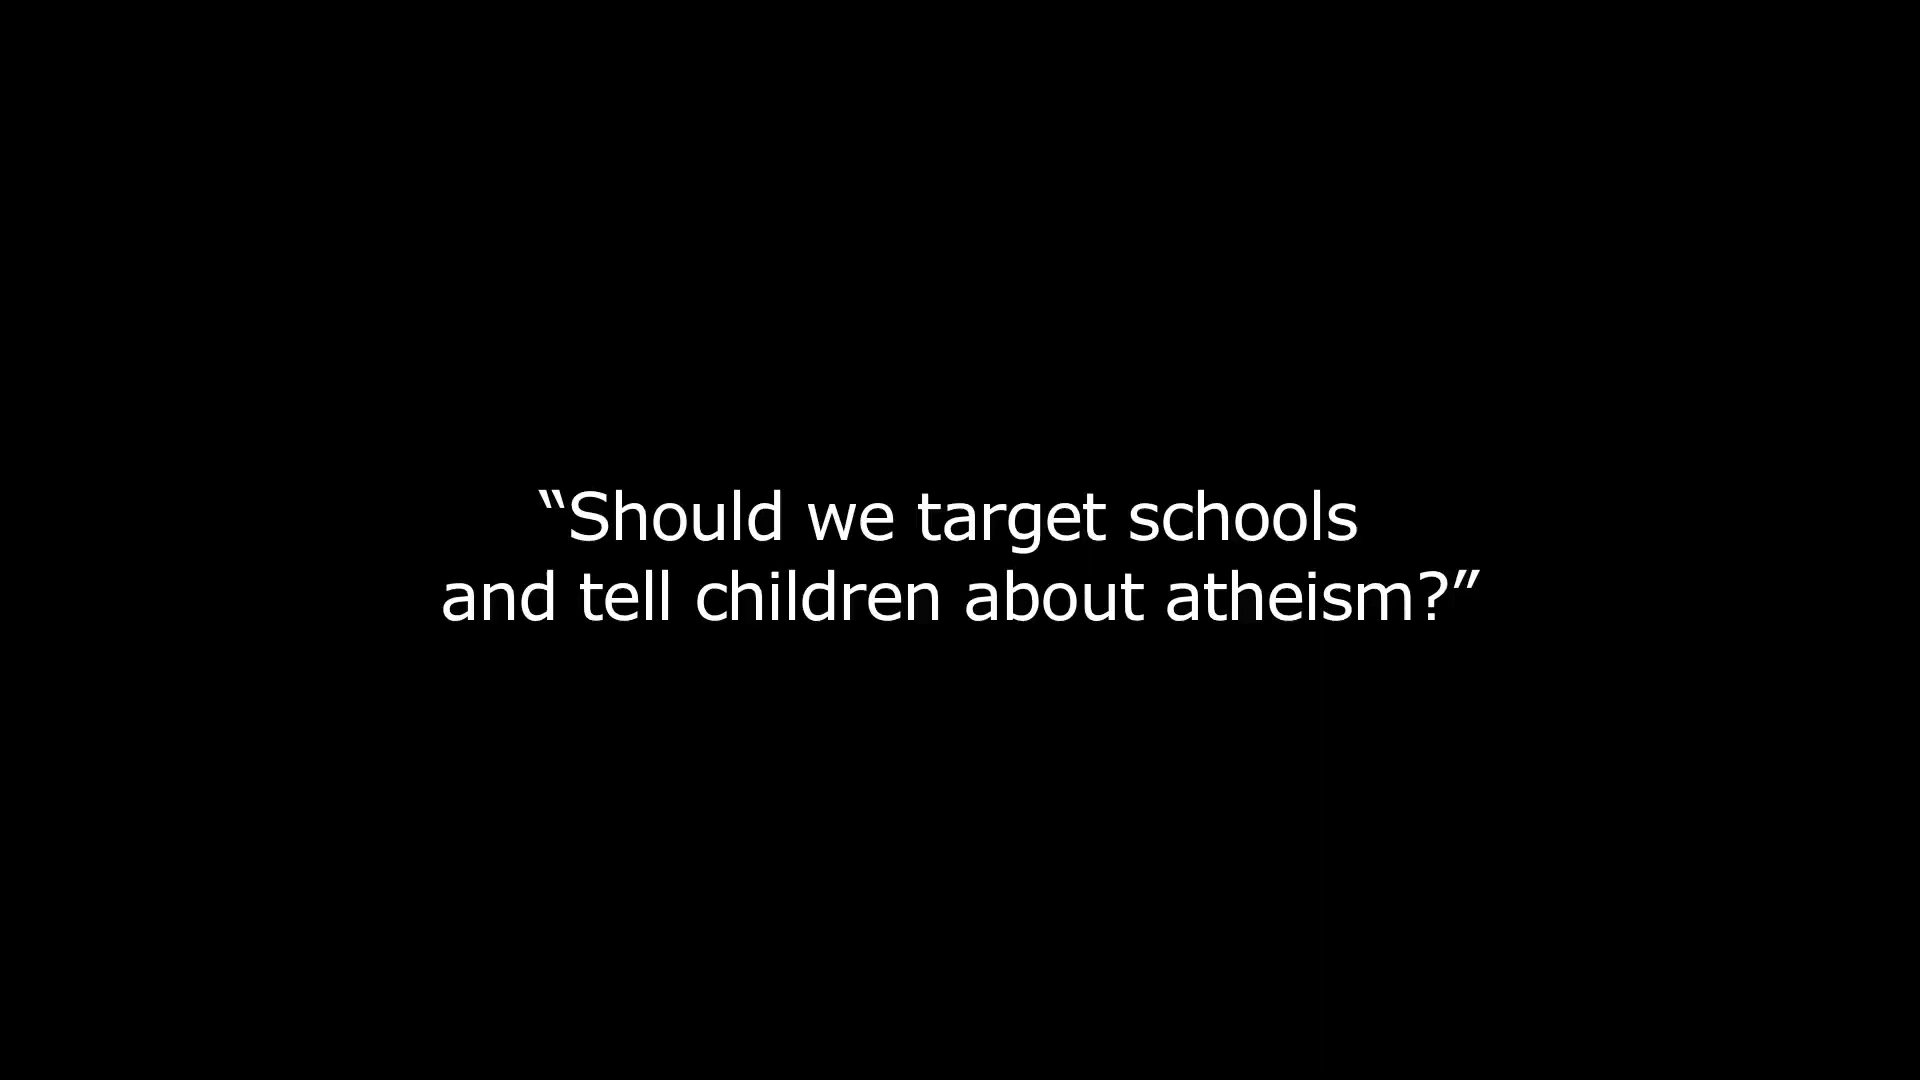 “Should we target schools
and tell children about atheism?”